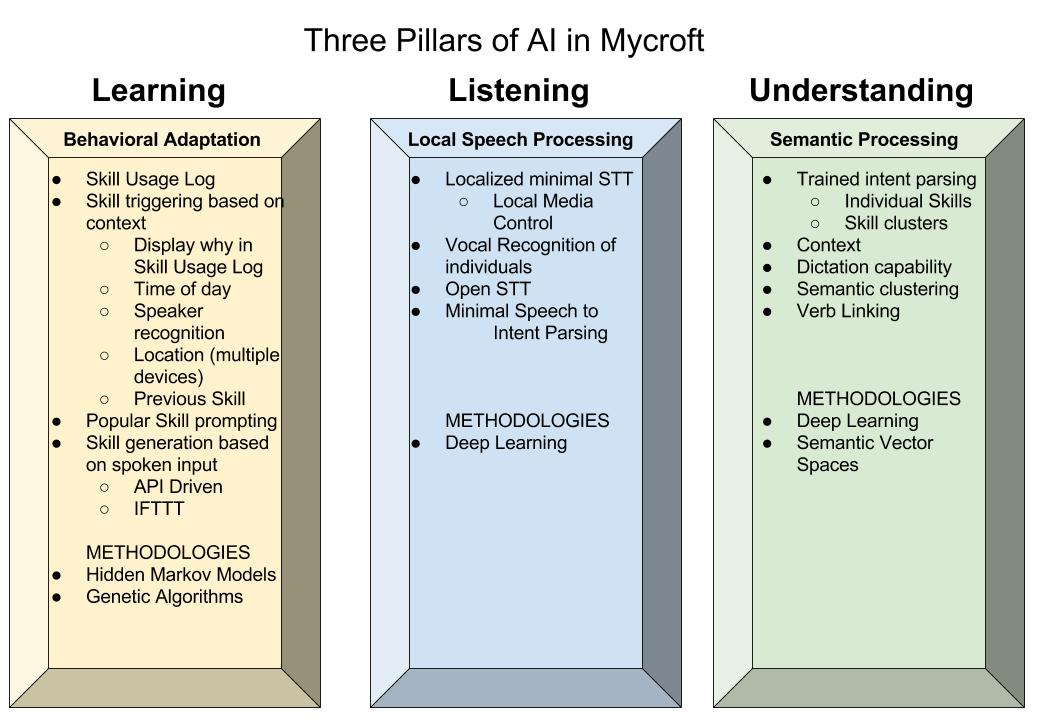 Three Pillars of AI in Mycroft
Learning
Behavioral Adaptation
● Skill Usage Log
● Skill triggering based on
context
○ Display why in
Skill Usage Log
○ Time of day
○ Speaker
recognition
○ Location (multiple
devices)
○ Previous Skill
● Popular Skill prompting
● Skill generation based
on spoken input
○ API Driven
○ IFTTT
METHODOLOGIES
● Hidden Markov Models
● Genetic Algorithms
Listening
Local Speech Processing
● Localized minimal STT
○ Local Media
Control
● Vocal Recognition of
individuals
● Open STT
● Minimal Speech to
Intent Parsing
METHODOLOGIES
● Deep Learning
Understanding
Semantic Processing
● Trained intent parsing
○ Individual Skills
○ Skill clusters
● Context
● Dictation capability
● Semantic clustering
● Verb Linking
METHODOLOGIES
● Deep Learning
● Semantic Vector
Spaces